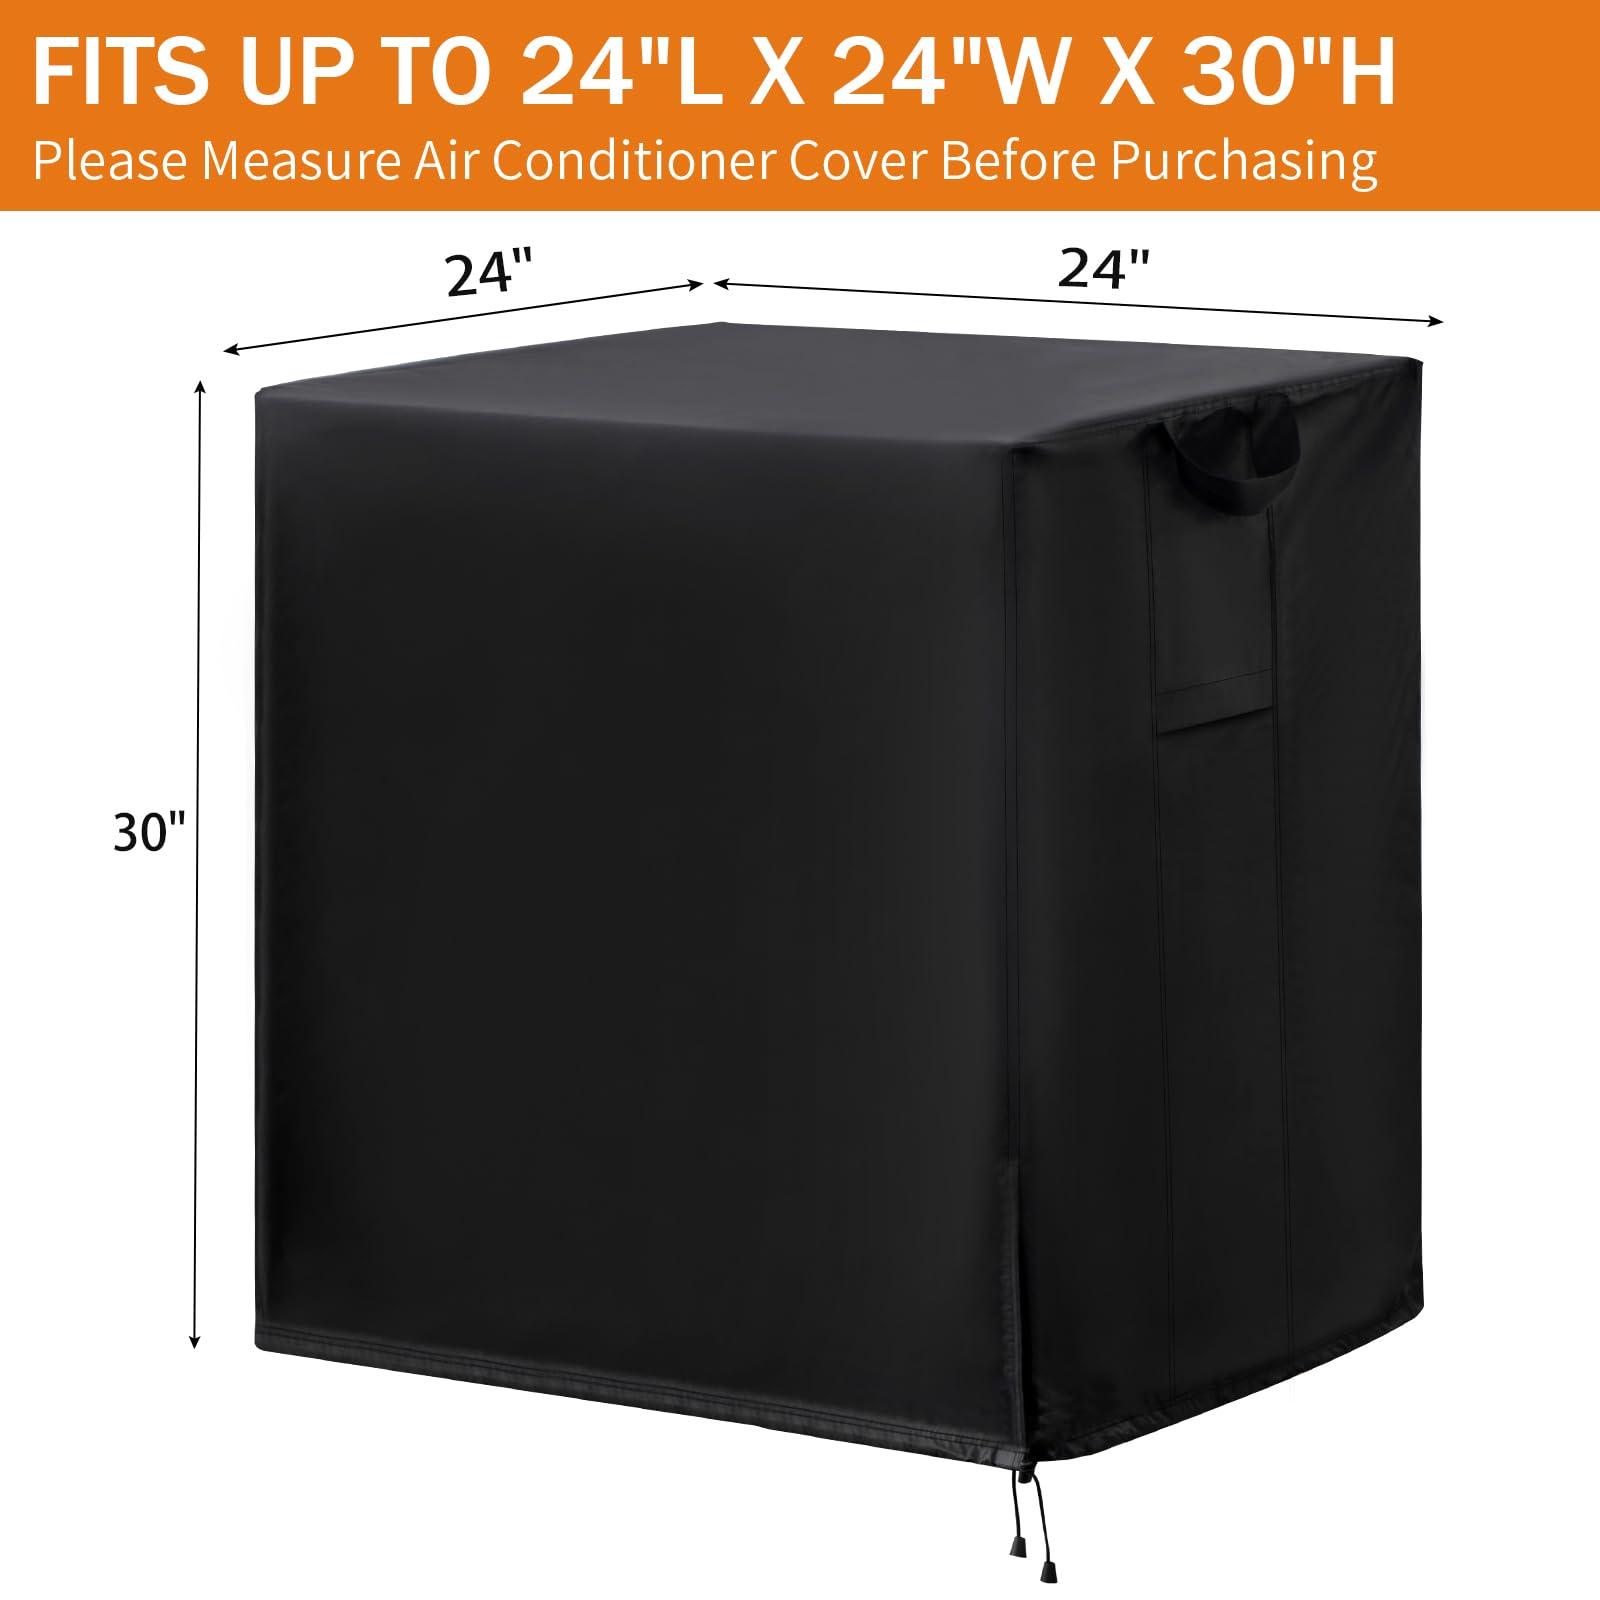 FITS UP TO 24"L X 24"W X 30"H
Please Measure Air Conditioner Cover Before Purchasing
24"
24"
30"